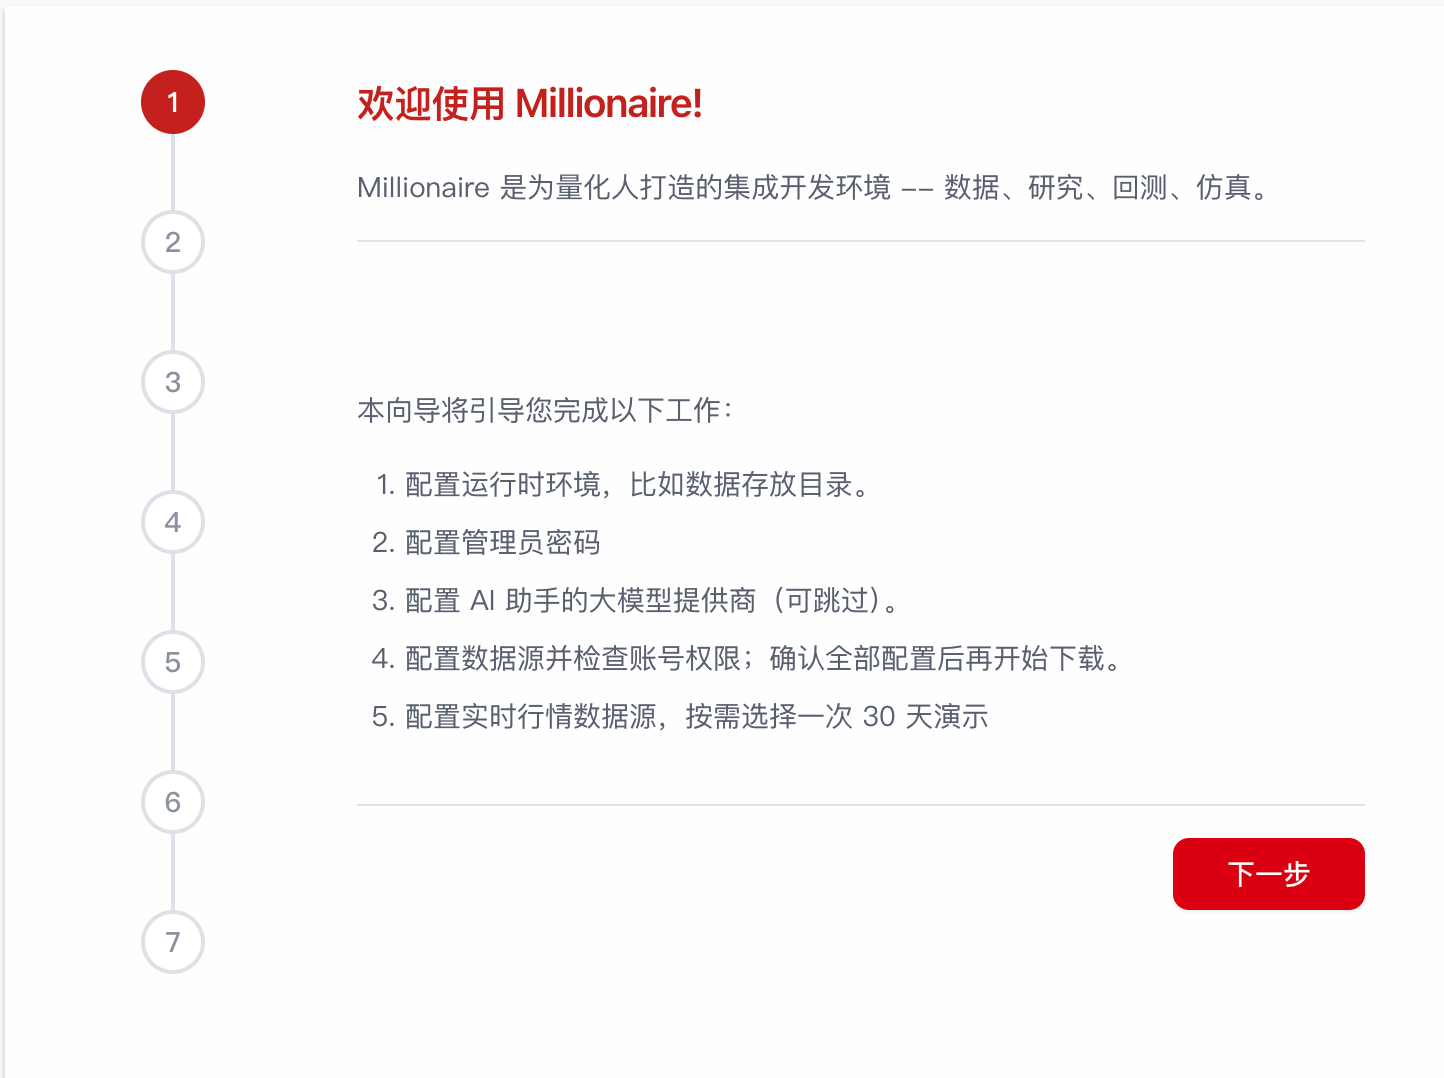 1
2
3
4
5
6
7
欢迎使用 Millionaire!
Millionaire 是为量化人打造的集成开发环境 -- 数据、研究、回测、仿真。
本向导将引导您完成以下工作：
1. 配置运行时环境，比如数据存放目录。
2. 配置管理员密码
3. 配置 AI 助手的大模型提供商（可跳过）。
4. 配置数据源并检查账号权限；确认全部配置后再开始下载。
5. 配置实时行情数据源，按需选择一次 30 天演示
下一步